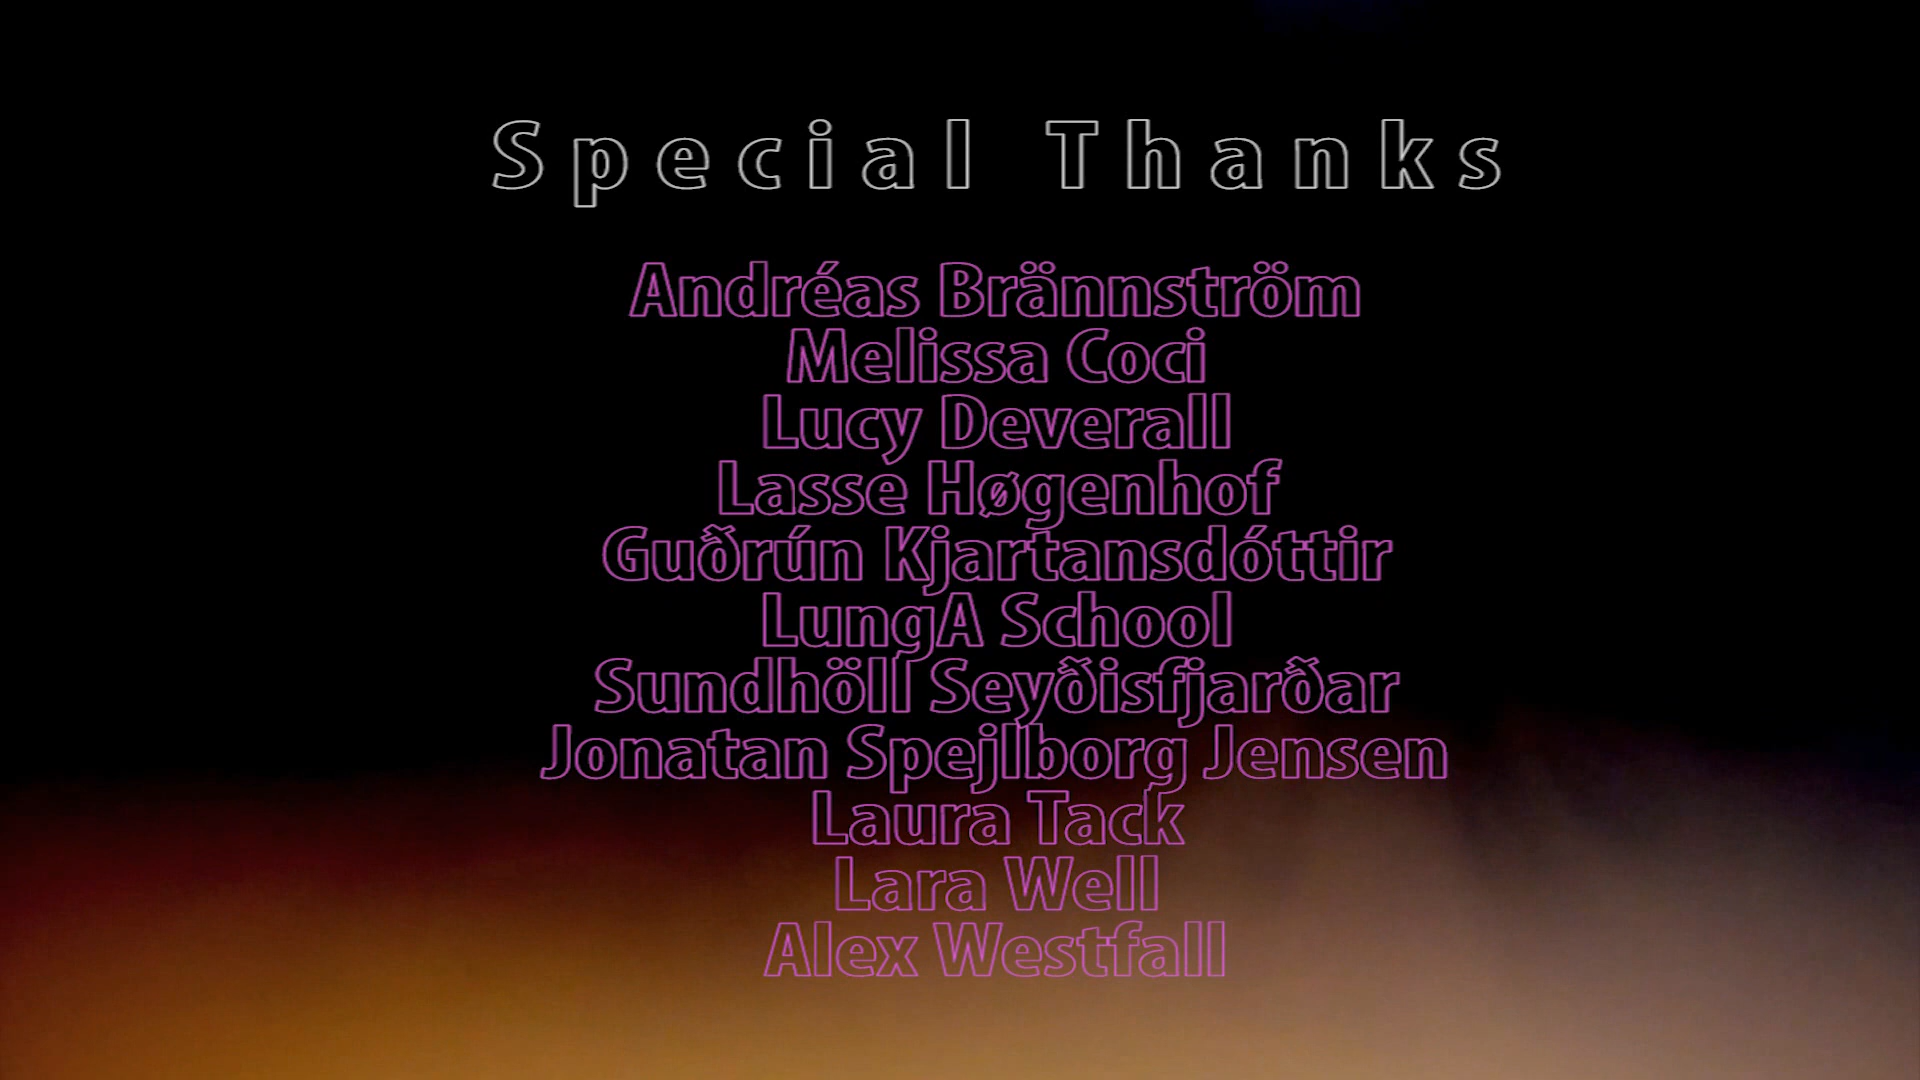 Special Thanks
Andréas Brännström
Melissa Coci
Lucy Deverall
Lasse Høgenhof
Guðrún Kjartansdóttir
LungA School
Sundhöll Seyðisfjarðar
Jonatan Spejlborg Jensen
Laura Tack
Lara Well
Alex Westfall